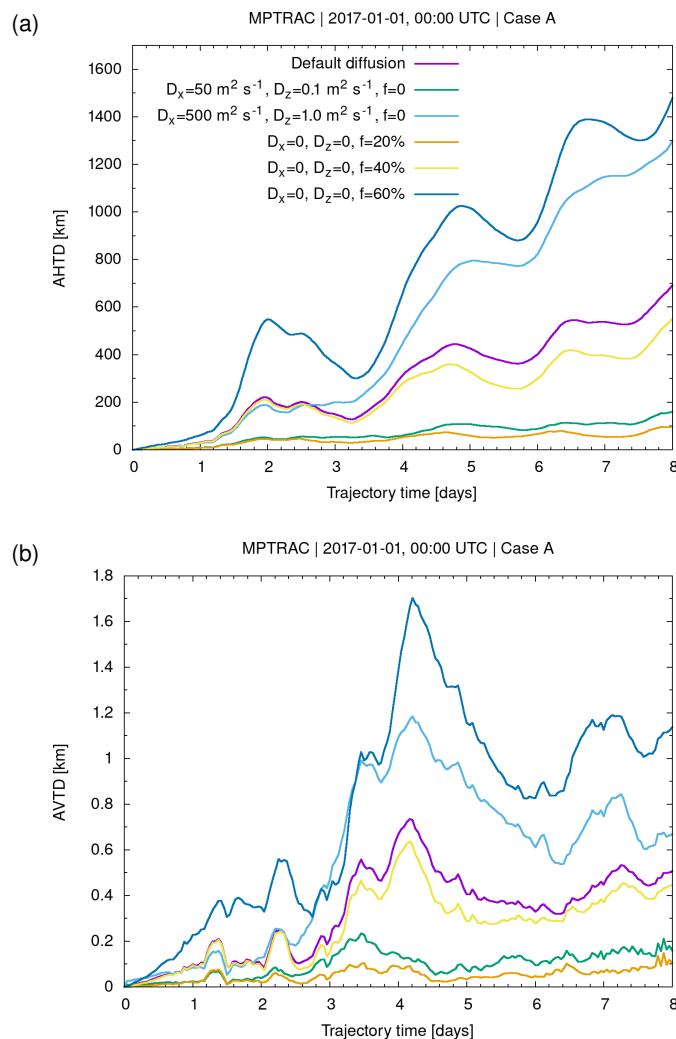 (a)
MPTRAC | 2017-01-01, 00:00 UTC | Case A
1600
1400
1200
1000
800
600
400
200
0
AHTD [km]
Default diffusion
Dx=50 m² s⁻¹, Dz=0.1 m² s⁻¹, f=0
Dx=500 m² s⁻¹, Dz=1.0 m² s⁻¹, f=0
Dx=0, Dz=0, f=20%
Dx=0, Dz=0, f=40%
Dx=0, Dz=0, f=60%
0 1 2 3 4 5 6 7 8
Trajectory time [days]
(b)
MPTRAC | 2017-01-01, 00:00 UTC | Case A
1.8
1.6
1.4
1.2
1
0.8
0.6
0.4
0.2
0
AVTD [km]
0 1 2 3 4 5 6 7 8
Trajectory time [days]